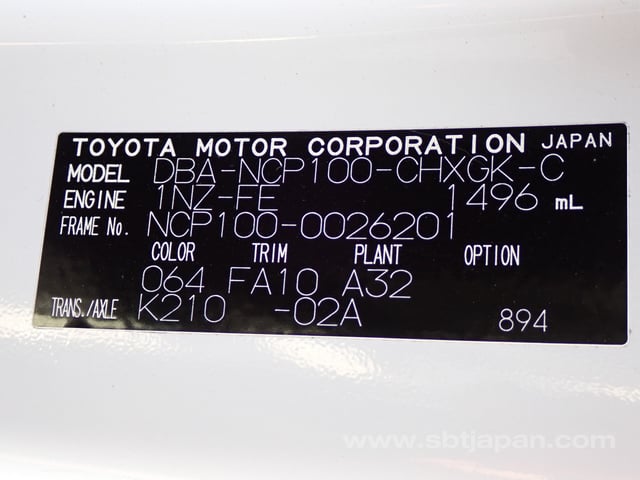 TOYOTA MOTOR CORPORATION JAPAN
MODEL DBA-NCP100-CHXGK-C
ENGINE 1NZ-FE 1496 mL
FRAME No. NCP100-0026201
COLOR TRIM PLANT OPTION
064 FA10 A32
TRANS./AXLE K210 -02A 894
www.sbtjapan.com